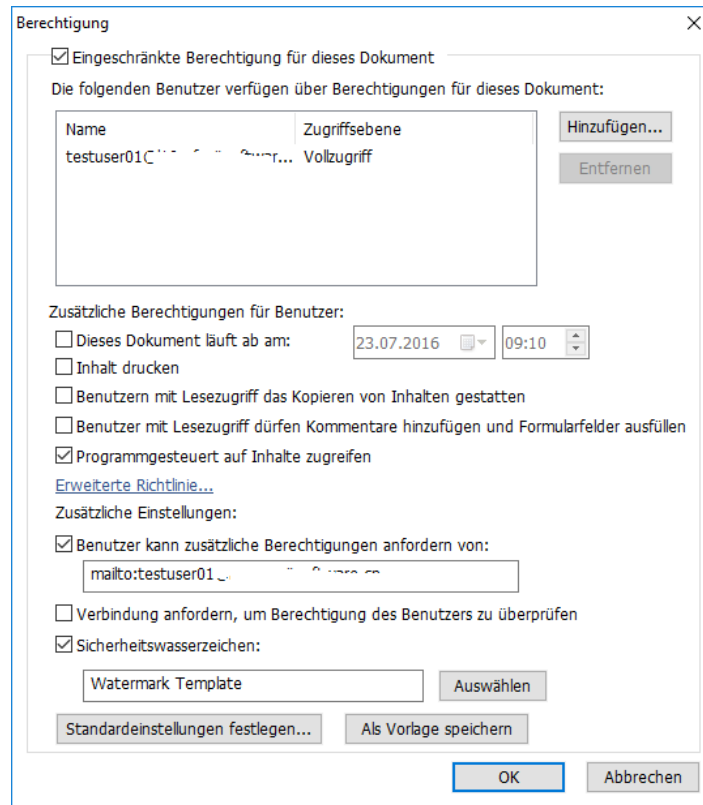 Berechtigung
Eingeschränkte Berechtigung für dieses Dokument
Die folgenden Benutzer verfügen über Berechtigungen für dieses Dokument:
Name Zugriffsebene Hinzufügen...
testuser01 Vollzugriff
Entfernen
Zusätzliche Berechtigungen für Benutzer:
Dieses Dokument läuft ab am: 23.07.2016 09:10
Inhalt drucken
Benutzern mit Lesezugriff das Kopieren von Inhalten gestatten
Benutzer mit Lesezugriff dürfen Kommentare hinzufügen und Formularfelder ausfüllen
Programmgesteuert auf Inhalte zugreifen
Erweiterte Richtlinie...
Zusätzliche Einstellungen:
Benutzer kann zusätzliche Berechtigungen anfordern von:
mailto:testuser01
Verbindung anfordern, um Berechtigung des Benutzers zu überprüfen
Sicherheitswasserzeichen:
Watermark Template Auswählen
Standardeinstellungen festlegen... Als Vorlage speichern
OK Abbrechen